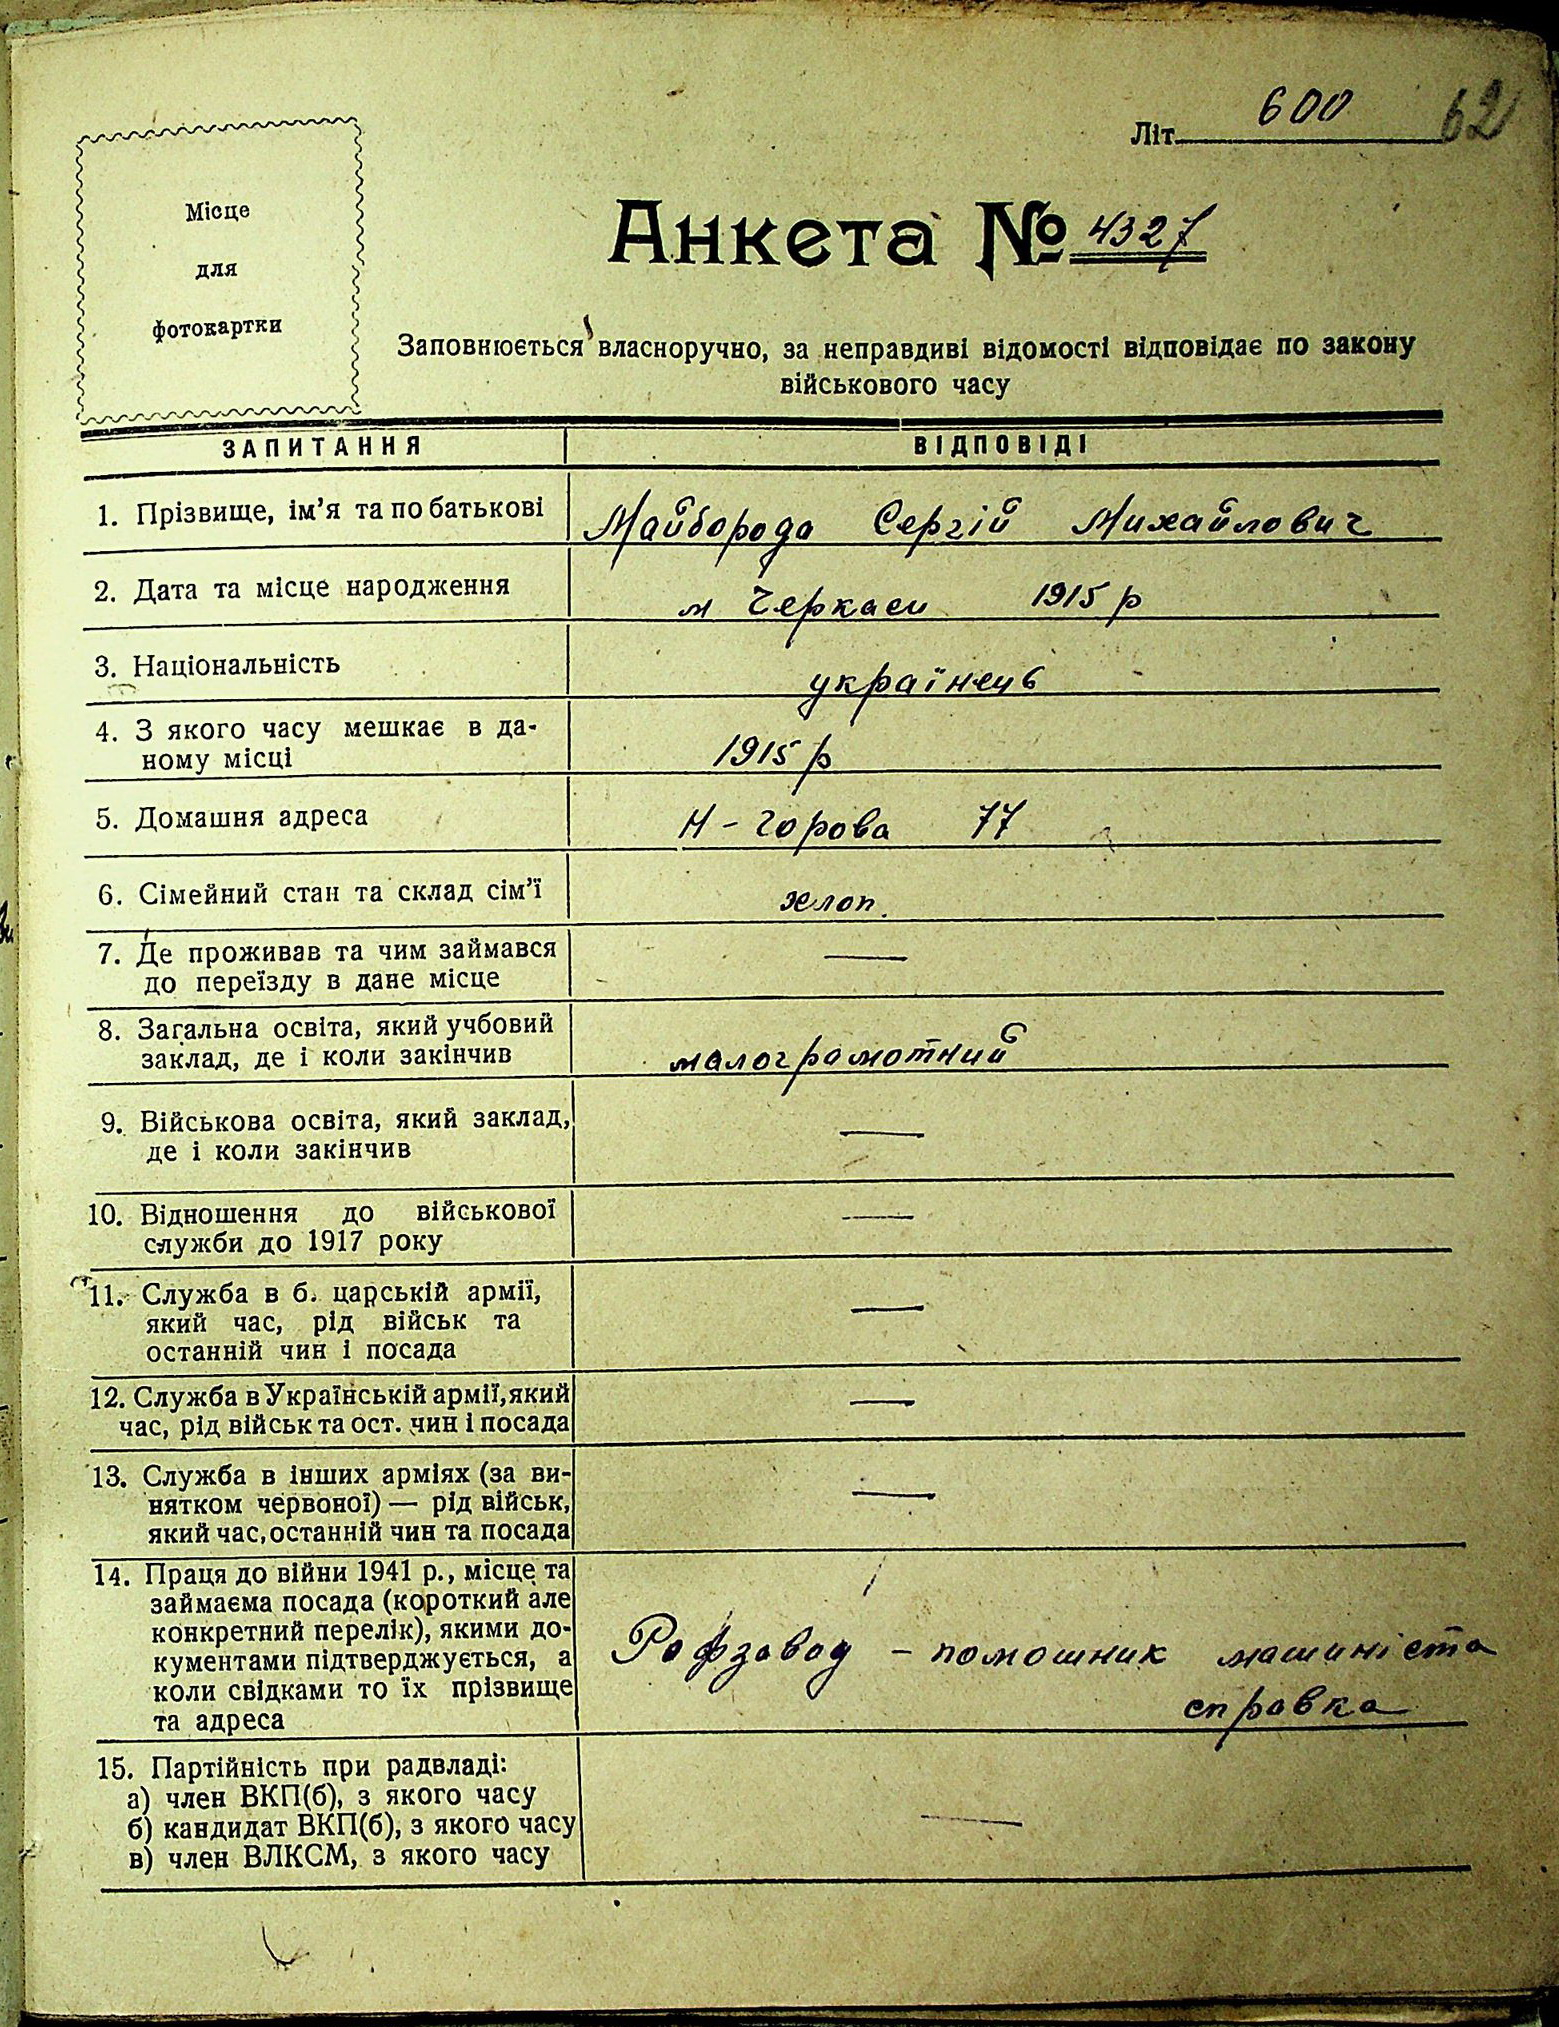 Літ. 600 62
Місце
для
фотокартки
Анкета № 4327
Заповнюється власноручно, за неправдиві відомості відповідає по закону
військового часу
ЗАПИТАННЯ ВІДПОВІДІ
1. Прізвище, ім'я та по батькові Майборода Сергій Михайлович
2. Дата та місце народження м Черкаси 1915 р
3. Національність українець
4. З якого часу мешкає в да-
ному місці 1915 р
5. Домашня адреса Н-Горова 77
6. Сімейний стан та склад сім'ї хлоп.
7. Де проживав та чим займався —
до переїзду в дане місце
8. Загальна освіта, який учбовий
заклад, де і коли закінчив малограмотний
9. Військова освіта, який заклад, —
де і коли закінчив
10. Відношення до військової —
служби до 1917 року
11. Служба в б. царській армії, —
який час, рід військ та
останній чин і посада
12. Служба в Українській армії, який —
час, рід військ та ост. чин і посада
13. Служба в інших арміях (за ви- —
нятком червоної) — рід військ,
який час, останній чин та посада
14. Праця до війни 1941 р., місце та
займаєма посада (короткий але
конкретний перелік), якими до-
кументами підтверджується, а Рафзавод - помошник машиніста
коли свідками то їх прізвище справка
та адреса
15. Партійність при радвладі:
а) член ВКП(б), з якого часу
б) кандидат ВКП(б), з якого часу —
в) член ВЛКСМ, з якого часу